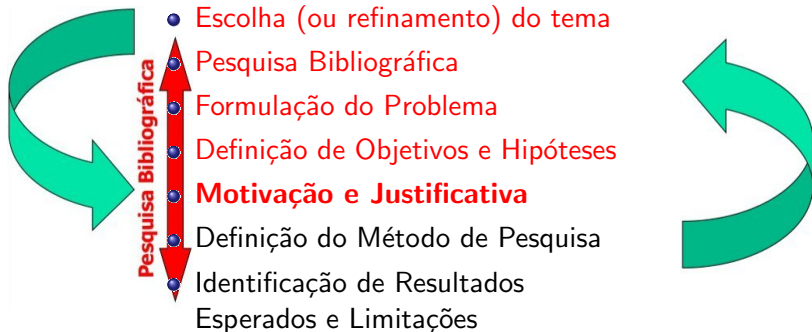 Escolha (ou refinamento) do tema
Pesquisa Bibliográfica
Formulação do Problema
Definição de Objetivos e Hipóteses
Motivação e Justificativa
Definição do Método de Pesquisa
Identificação de Resultados
Esperados e Limitações
Pesquisa Bibliográfica